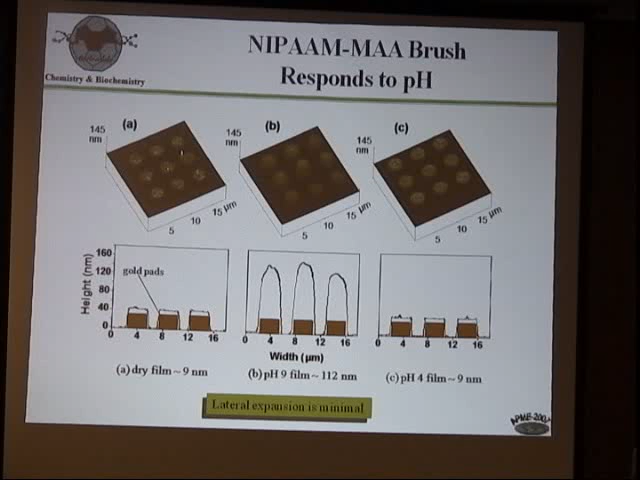 NIPAAM-MAA Brush
Responds to pH
Chemistry & Biochemistry
(a)
(b)
(c)
145
nm
145
nm
145
nm
5
10
15 µm
5
10
15 µm
5
10
15 µm
Height (nm)
160
120
80
40
0
gold pads
0
4
8
12
16
0
4
8
12
16
0
4
8
12
16
Width (µm)
(a) dry film ~ 9 nm
(b) pH 9 film ~ 112 nm
(c) pH 4 film ~ 9 nm
Lateral expansion is minimal